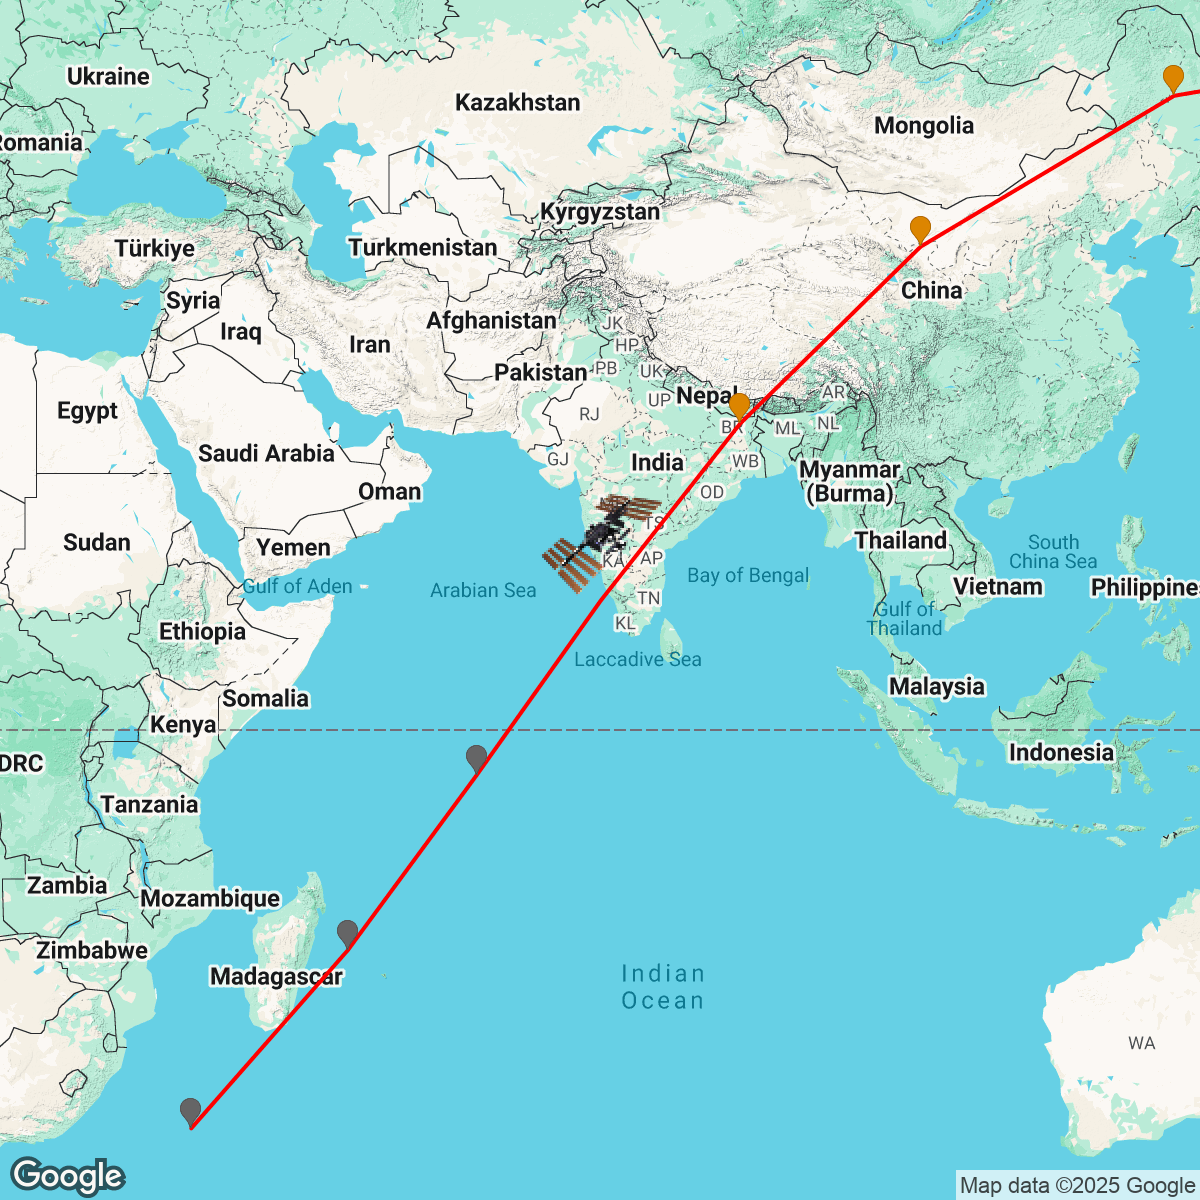 Ukraine
Kazakhstan
Mongolia
Romania
Kyrgyzstan
Türkiye
Turkmenistan
China
Syria
Afghanistan
JK
Iraq
Iran
HP
Pakistan
PB
UK
Nepal
AR
UP
Egypt
RJ
BR
ML
NL
Saudi Arabia
GJ
India
WB
Myanmar
(Burma)
Oman
OD
Sudan
Yemen
TS
Thailand
South
China Sea
KA
AP
Gulf of Aden
Arabian Sea
Bay of Bengal
Vietnam
Philippines
TN
Gulf of
Thailand
Ethiopia
KL
Laccadive Sea
Somalia
Malaysia
Kenya
DRC
Indonesia
Tanzania
Zambia
Mozambique
Zimbabwe
Madagascar
Indian
Ocean
WA
Google
Map data ©2025 Google